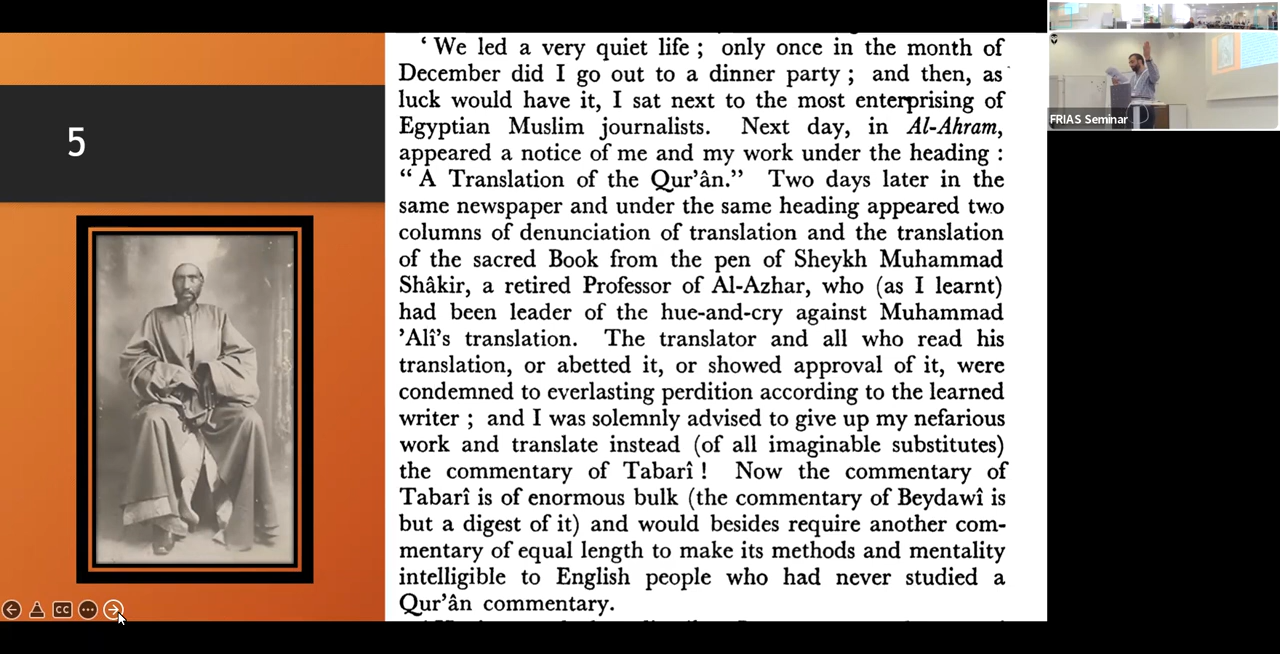 5
‘ We led a very quiet life ; only once in the month of
December did I go out to a dinner party ; and then, as
luck would have it, I sat next to the most enterprising of
Egyptian Muslim journalists. Next day, in Al-Ahram,
appeared a notice of me and my work under the heading :
“ A Translation of the Qur’ân.” Two days later in the
same newspaper and under the same heading appeared two
columns of denunciation of translation and the translation
of the sacred Book from the pen of Sheykh Muhammad
Shâkir, a retired Professor of Al-Azhar, who (as I learnt)
had been leader of the hue-and-cry against Muhammad
’Alî’s translation. The translator and all who read his
translation, or abetted it, or showed approval of it, were
condemned to everlasting perdition according to the learned
writer ; and I was solemnly advised to give up my nefarious
work and translate instead (of all imaginable substitutes)
the commentary of Tabarî ! Now the commentary of
Tabarî is of enormous bulk (the commentary of Beydawî is
but a digest of it) and would besides require another com-
mentary of equal length to make its methods and mentality
intelligible to English people who had never studied a
Qur’ân commentary.
CC
FRIAS Seminar